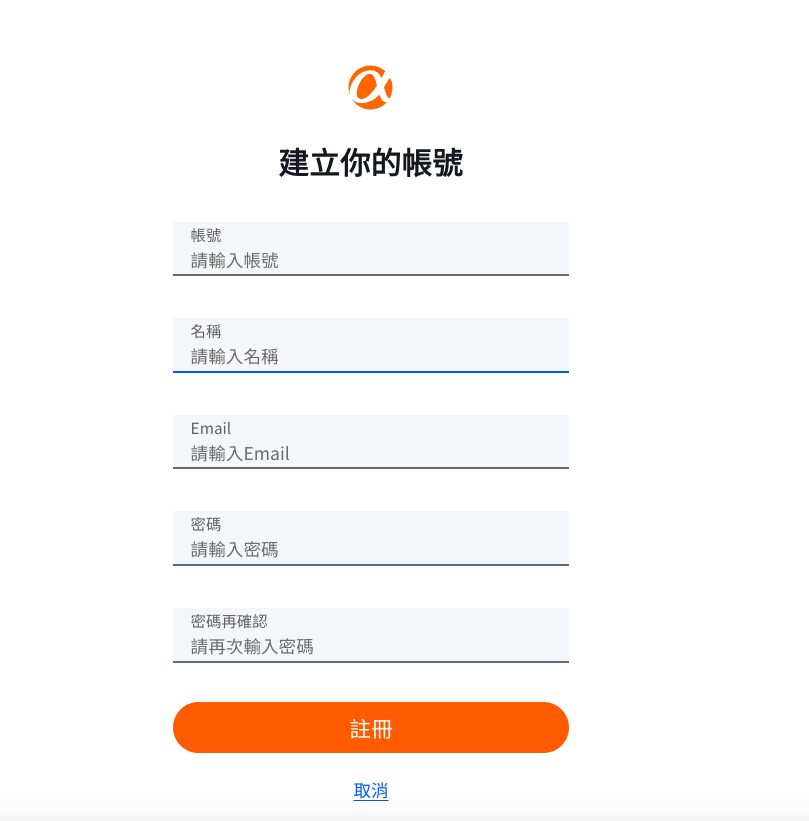 建立你的帳號
帳號
請輸入帳號
名稱
請輸入名稱
Email
請輸入Email
密碼
請輸入密碼
密碼再確認
請再次輸入密碼
註冊
取消